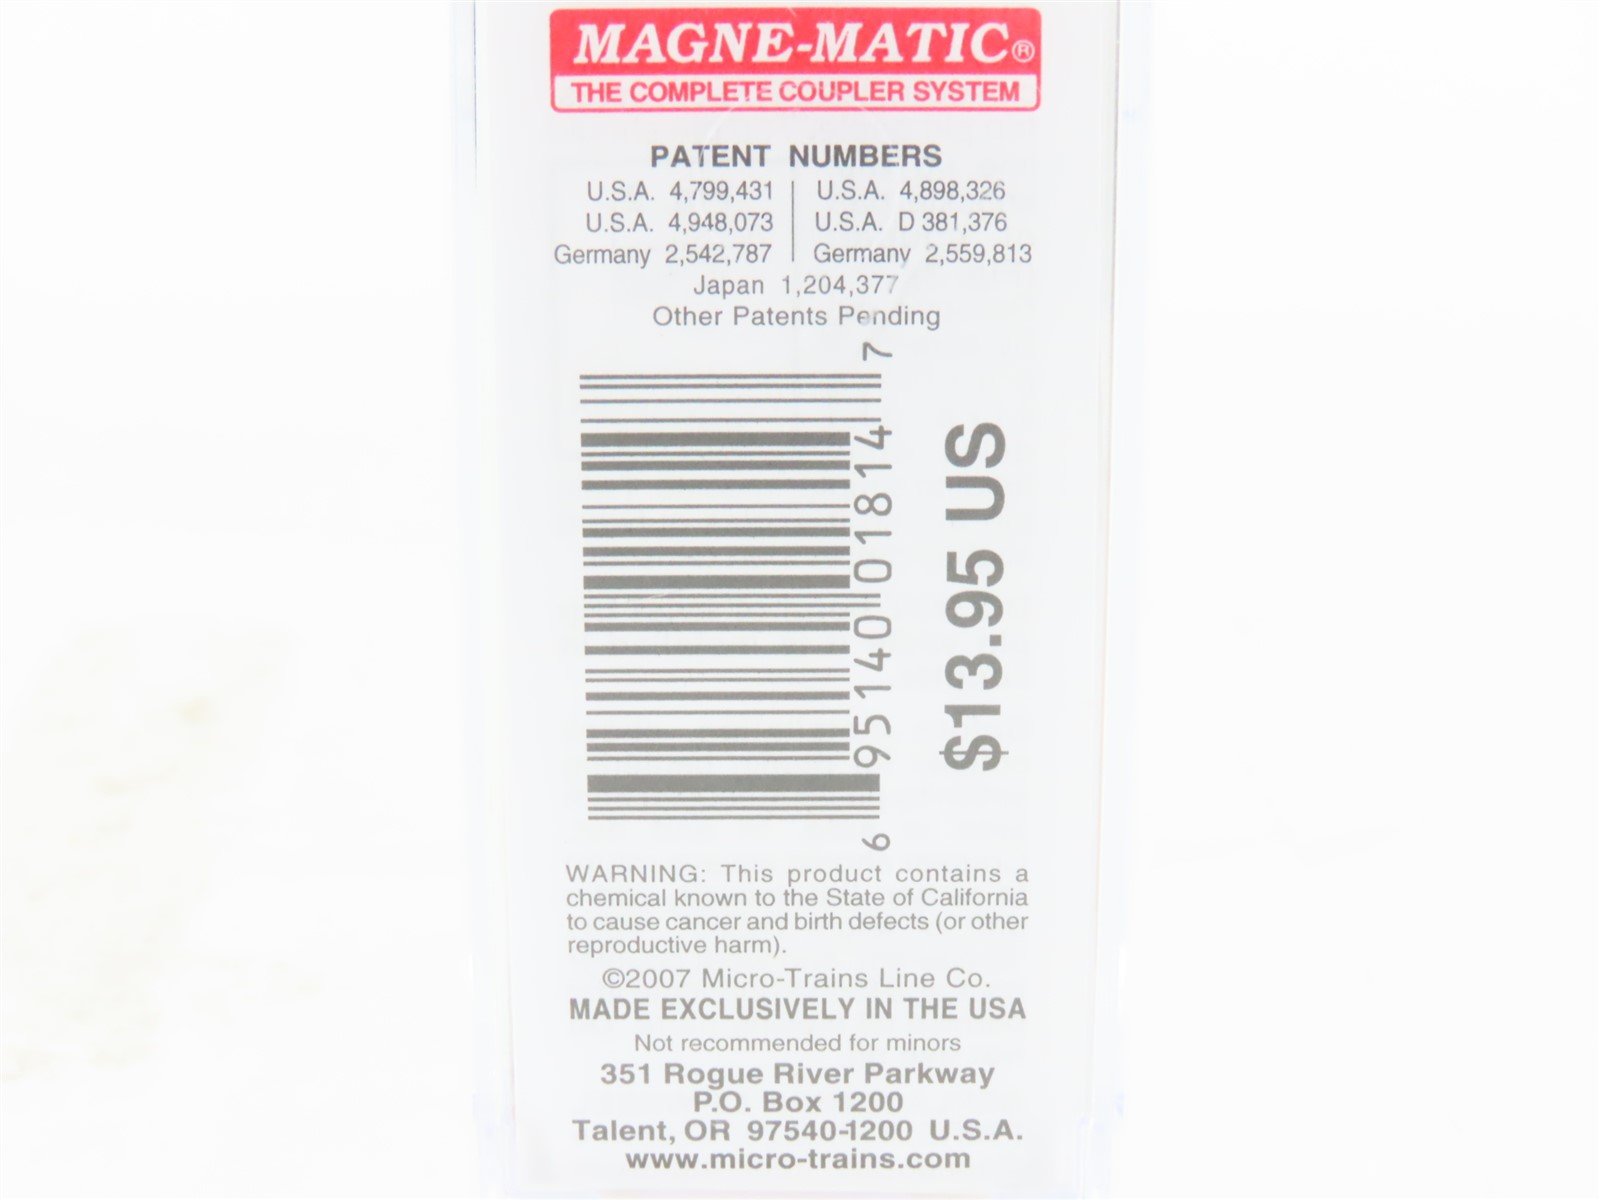 MAGNE-MATIC®
THE COMPLETE COUPLER SYSTEM
PATENT NUMBERS
U.S.A. 4,799,431 | U.S.A. 4,898,326
U.S.A. 4,948,073 | U.S.A. D 381,376
Germany 2,542,787 | Germany 2,559,813
Japan 1,204,377
Other Patents Pending
6 95140 01814 7
$13.95 US
WARNING: This product contains a
chemical known to the State of California
to cause cancer and birth defects (or other
reproductive harm).
©2007 Micro-Trains Line Co.
MADE EXCLUSIVELY IN THE USA
Not recommended for minors
351 Rogue River Parkway
P.O. Box 1200
Talent, OR 97540-1200 U.S.A.
www.micro-trains.com